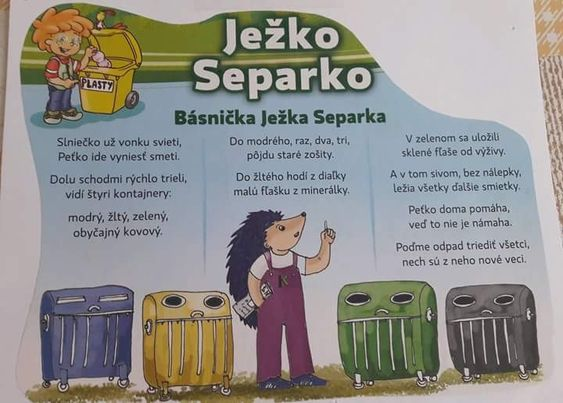 PLASTY
Ježko
Separko
Básnička Ježka Separka
Slniečko už vonku svieti,
Peťko ide vyniesť smeti.
Dolu schodmi rýchlo trieli,
vidí štyri kontajnery:
modrý, žltý, zelený,
obyčajný kovový.
Do modrého, raz, dva, tri,
pôjdu staré zošity.
Do žltého hodí z diaľky
malú fľašku z minerálky.
V zelenom sa uložili
sklené fľaše od výživy.
A v tom sivom, bez nálepky,
ležia všetky ďalšie smietky.
Peťko doma pomáha,
veď to nie je námaha.
Poďme odpad triediť všetci,
nech sú z neho nové veci.